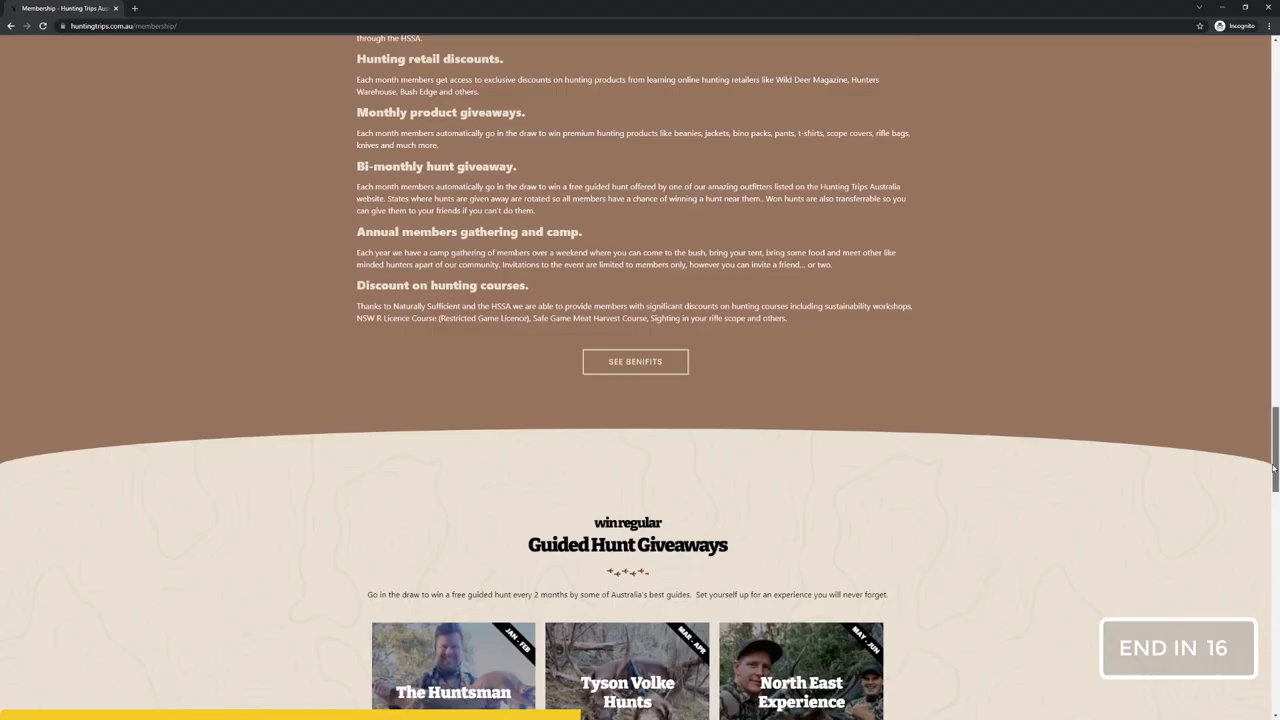 Membership - Hunting Trips Aus
huntingtrips.com.au/membership/
Incognito
through the HSSA.
Hunting retail discounts.
Each month members get access to exclusive discounts on hunting products from learning online hunting retailers like Wild Deer Magazine, Hunters
Warehouse, Bush Edge and others.
Monthly product giveaways.
Each month members automatically go in the draw to win premium hunting products like beanies, jackets, bino packs, pants, t-shirts, scope covers, rifle bags,
knives and much more.
Bi-monthly hunt giveaway.
Each month members automatically go in the draw to win a free guided hunt offered by one of our amazing outfitters listed on the Hunting Trips Australia
website. States where hunts are given away are rotated so all members have a chance of winning a hunt near them.. Won hunts are also transferrable so you
can give them to your friends if you can't do them.
Annual members gathering and camp.
Each year we have a camp gathering of members over a weekend where you can come to the bush, bring your tent, bring some food and meet other like
minded hunters apart of our community. Invitations to the event are limited to members only, however you can invite a friend... or two.
Discount on hunting courses.
Thanks to Naturally Sufficient and the HSSA we are able to provide members with significant discounts on hunting courses including sustainability workshops,
NSW R Licence Course (Restricted Game Licence), Safe Game Meat Harvest Course, Sighting in your rifle scope and others.
SEE BENIFITS
win regular
Guided Hunt Giveaways
Go in the draw to win a free guided hunt every 2 months by some of Australia's best guides. Set yourself up for an experience you will never forget.
JAN - FEB
The Huntsman
MAR - APR
Tyson Volke
Hunts
MAY - JUN
North East
Experience
END IN 16